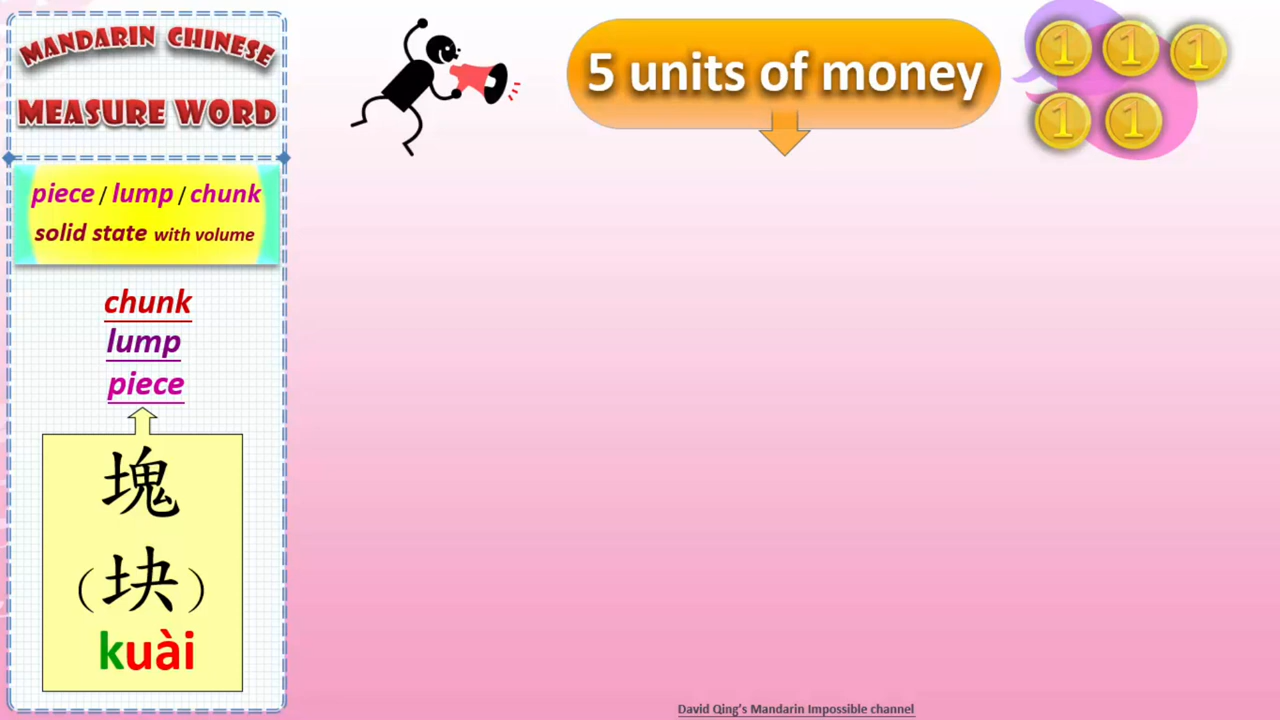 MANDARIN CHINESE
MEASURE WORD
piece / lump / chunk
solid state with volume
chunk
lump
piece
塊
(块)
kuài
5 units of money
1 1 1
1 1
David Qing's Mandarin Impossible channel